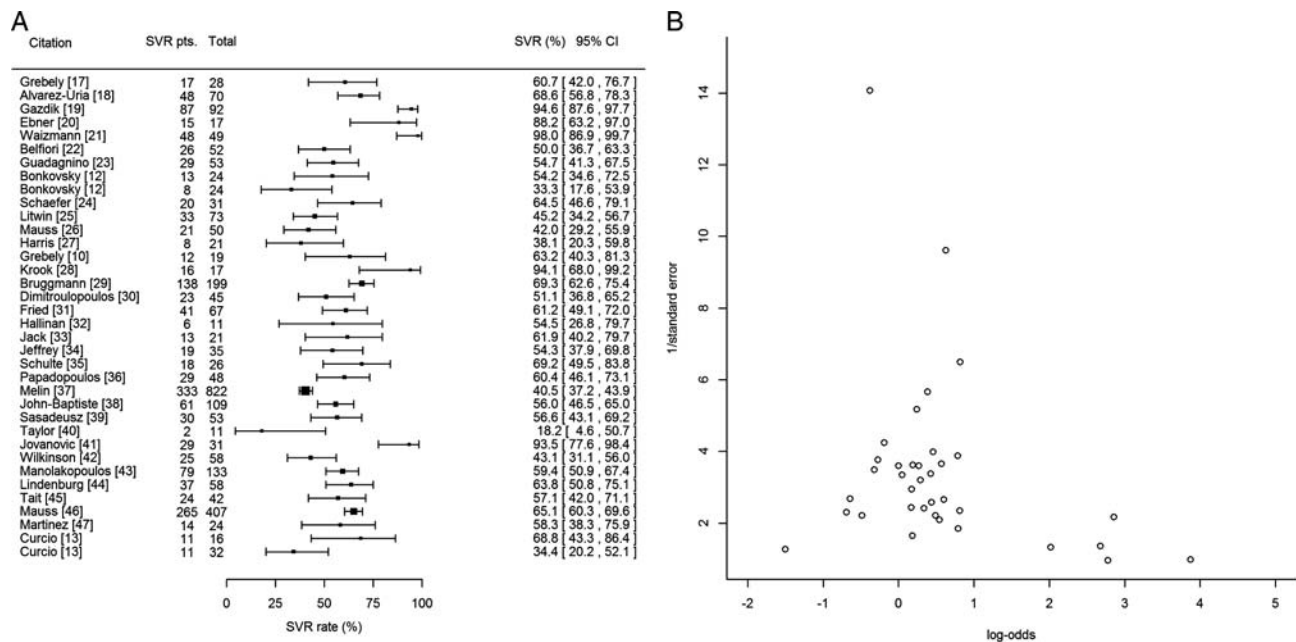 A
Citation SVR pts. Total SVR (%) 95% CI
Grebely [17] 17 28 60.7 [ 42.0 , 76.7 ]
Alvarez-Uria [18] 48 70 68.6 [ 56.8 , 78.3 ]
Gazdik [19] 87 92 94.6 [ 87.6 , 97.7 ]
Ebner [20] 15 17 88.2 [ 63.2 , 97.0 ]
Waizmann [21] 48 49 98.0 [ 86.9 , 99.7 ]
Belfiori [22] 26 52 50.0 [ 36.7 , 63.3 ]
Guadagnino [23] 29 53 54.7 [ 41.3 , 67.5 ]
Bonkovsky [12] 13 24 54.2 [ 34.6 , 72.5 ]
Bonkovsky [12] 8 24 33.3 [ 17.6 , 53.9 ]
Schaefer [24] 20 31 64.5 [ 46.6 , 79.1 ]
Litwin [25] 33 73 45.2 [ 34.2 , 56.7 ]
Mauss [26] 21 50 42.0 [ 29.2 , 55.9 ]
Harris [27] 8 21 38.1 [ 20.3 , 59.8 ]
Grebely [10] 12 19 63.2 [ 40.3 , 81.3 ]
Krook [28] 16 17 94.1 [ 68.0 , 99.2 ]
Bruggmann [29] 138 199 69.3 [ 62.6 , 75.4 ]
Dimitroulopoulos [30] 23 45 51.1 [ 36.8 , 65.2 ]
Fried [31] 41 67 61.2 [ 49.1 , 72.0 ]
Hallinan [32] 6 11 54.5 [ 26.8 , 79.7 ]
Jack [33] 13 21 61.9 [ 40.2 , 79.7 ]
Jeffrey [34] 19 35 54.3 [ 37.9 , 69.8 ]
Schulte [35] 18 26 69.2 [ 49.5 , 83.8 ]
Papadopoulos [36] 29 48 60.4 [ 46.1 , 73.1 ]
Melin [37] 333 822 40.5 [ 37.2 , 43.9 ]
John-Baptiste [38] 61 109 56.0 [ 46.5 , 65.0 ]
Sasadeusz [39] 30 53 56.6 [ 43.1 , 69.2 ]
Taylor [40] 2 11 18.2 [ 4.6 , 50.7 ]
Jovanovic [41] 29 31 93.5 [ 77.6 , 98.4 ]
Wilkinson [42] 25 58 43.1 [ 31.1 , 56.0 ]
Manolakopoulos [43] 79 133 59.4 [ 50.9 , 67.4 ]
Lindenburg [44] 37 58 63.8 [ 50.8 , 75.1 ]
Tait [45] 24 42 57.1 [ 42.0 , 71.1 ]
Mauss [46] 265 407 65.1 [ 60.3 , 69.6 ]
Martinez [47] 14 24 58.3 [ 38.3 , 75.9 ]
Curcio [13] 11 16 68.8 [ 43.3 , 86.4 ]
Curcio [13] 11 32 34.4 [ 20.2 , 52.1 ]
0 25 50 75 100
SVR rate (%)
B
14
12
10
8
6
4
2
1/standard error
-2 -1 0 1 2 3 4 5
log-odds